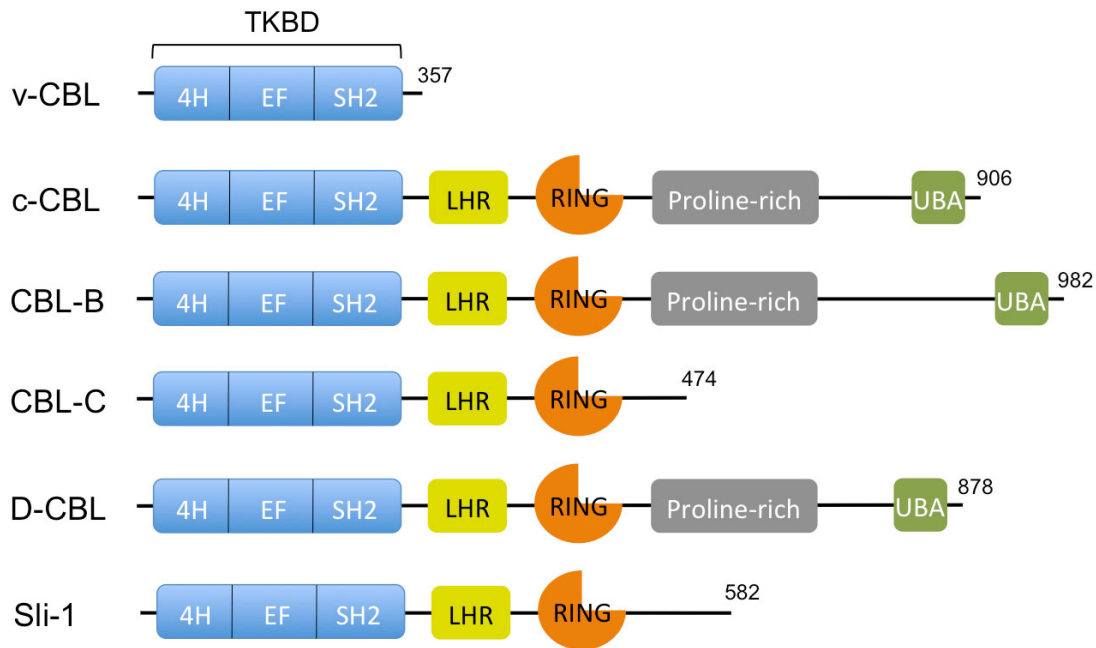 TKBD
v-CBL 4H EF SH2 357
c-CBL 4H EF SH2 LHR RING Proline-rich UBA 906
CBL-B 4H EF SH2 LHR RING Proline-rich UBA 982
CBL-C 4H EF SH2 LHR RING 474
D-CBL 4H EF SH2 LHR RING Proline-rich UBA 878
Sli-1 4H EF SH2 LHR RING 582